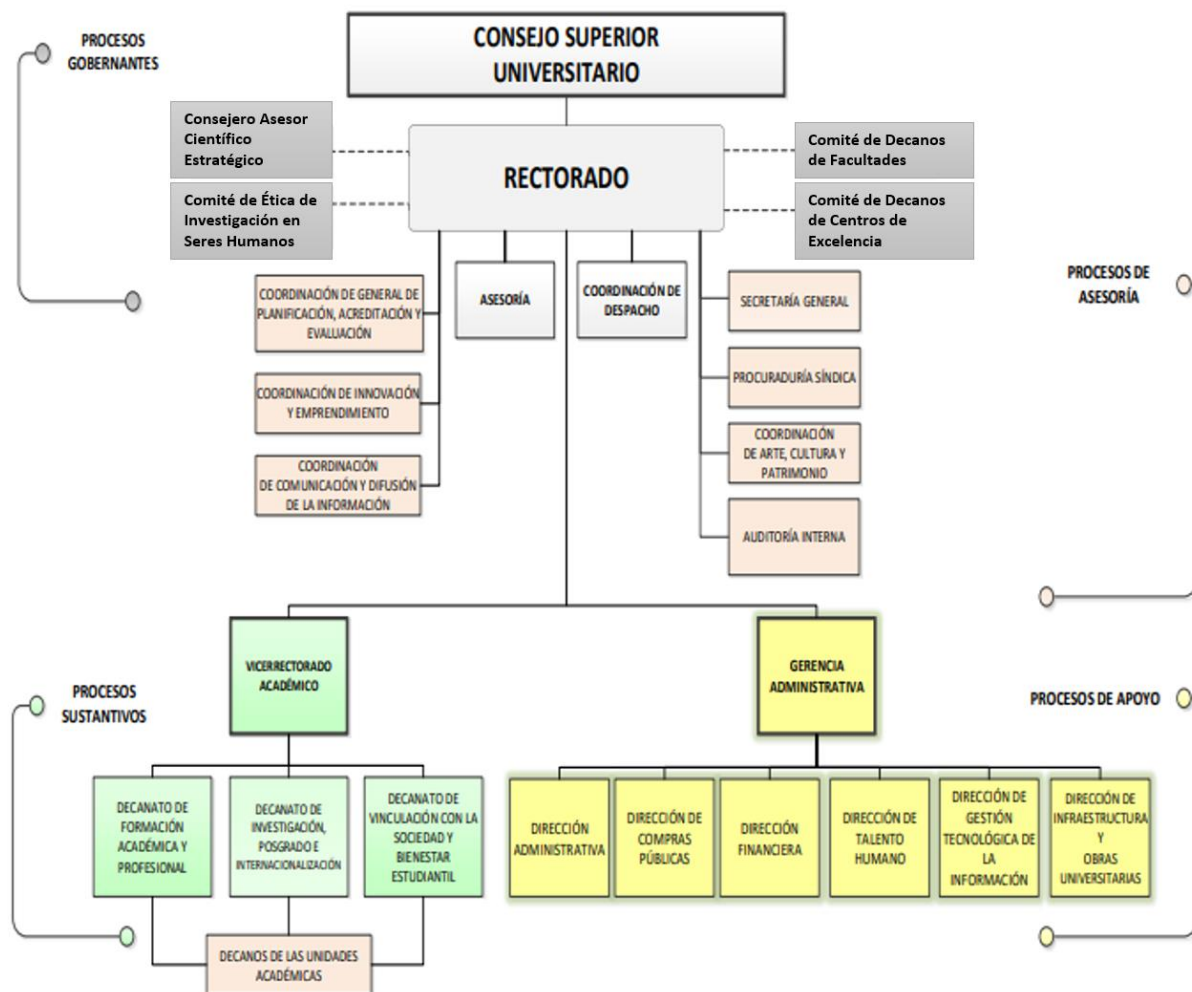 PROCESOS
GOBERNANTES
CONSEJO SUPERIOR
UNIVERSITARIO
Consejero Asesor
Científico
Estratégico
Comité de Ética de
Investigación en
Seres Humanos
RECTORADO
Comité de Decanos
de Facultades
Comité de Decanos
de Centros de
Excelencia
PROCESOS DE
ASESORÍA
COORDINACIÓN DE GENERAL DE
PLANIFICACIÓN, ACREDITACIÓN Y
EVALUACIÓN
ASESORÍA
COORDINACIÓN DE
DESPACHO
SECRETARÍA GENERAL
COORDINACIÓN DE INNOVACIÓN
Y EMPRENDIMIENTO
PROCURADURÍA SÍNDICA
COORDINACIÓN
DE COMUNICACIÓN Y DIFUSIÓN
DE LA INFORMACIÓN
COORDINACIÓN
DE ARTE, CULTURA Y
PATRIMONIO
AUDITORÍA INTERNA
VICERRECTORADO
ACADÉMICO
GERENCIA
ADMINISTRATIVA
PROCESOS
SUSTANTIVOS
PROCESOS DE APOYO
DECANATO DE
FORMACIÓN
ACADÉMICA Y
PROFESIONAL
DECANATO DE
INVESTIGACIÓN,
POSGRADO E
INTERNACIONALIZACIÓN
DECANATO DE
VINCULACIÓN CON LA
SOCIEDAD Y
BIENESTAR
ESTUDIANTIL
DIRECCIÓN
ADMINISTRATIVA
DIRECCIÓN DE
COMPRAS
PÚBLICAS
DIRECCIÓN
FINANCIERA
DIRECCIÓN DE
TALENTO
HUMANO
DIRECCIÓN DE
GESTIÓN
TECNOLÓGICA DE
LA
INFORMACIÓN
DIRECCIÓN DE
INFRAESTRUCTURA
Y
OBRAS
UNIVERSITARIAS
DECANOS DE LAS UNIDADES
ACADÉMICAS